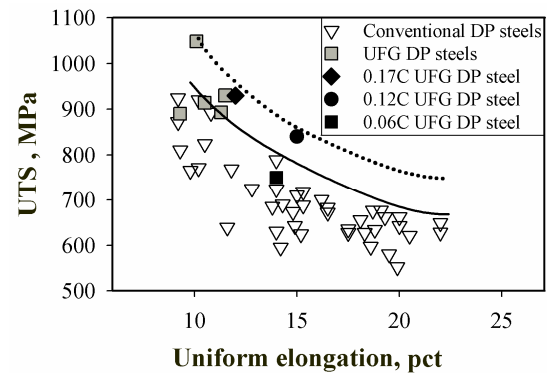 1100
1000
900
800
700
600
500
UTS , MPa
Conventional DP steels
UFG DP steels
0.17C UFG DP steel
0.12C UFG DP steel
0.06C UFG DP steel
10 15 20 25
Uniform elongation, pct